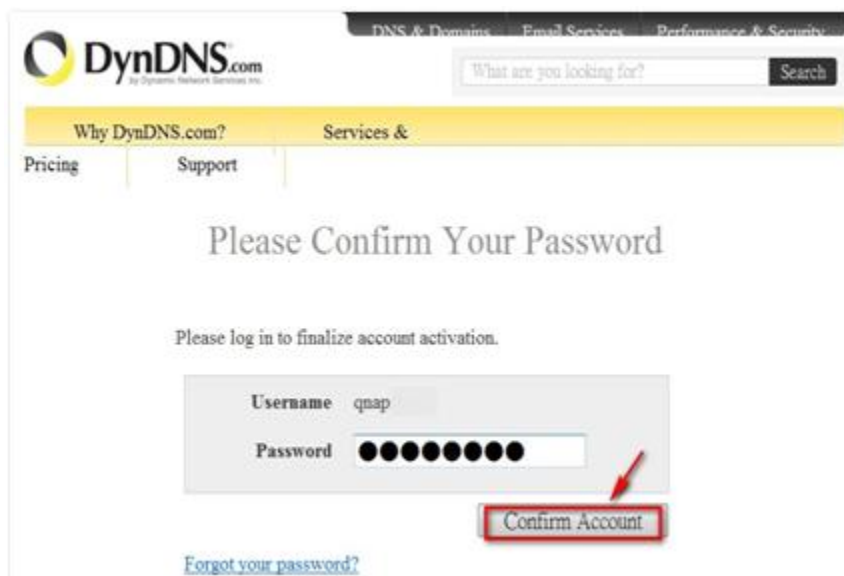 DNS & Domains Email Services Performance & Security
DynDNS.com
by Dynamic Network Services Inc.
What are you looking for? Search
Why DynDNS.com? Services &
Pricing Support
Please Confirm Your Password
Please log in to finalize account activation.
Username qnap
Password ●●●●●●●●
Confirm Account
Forgot your password?